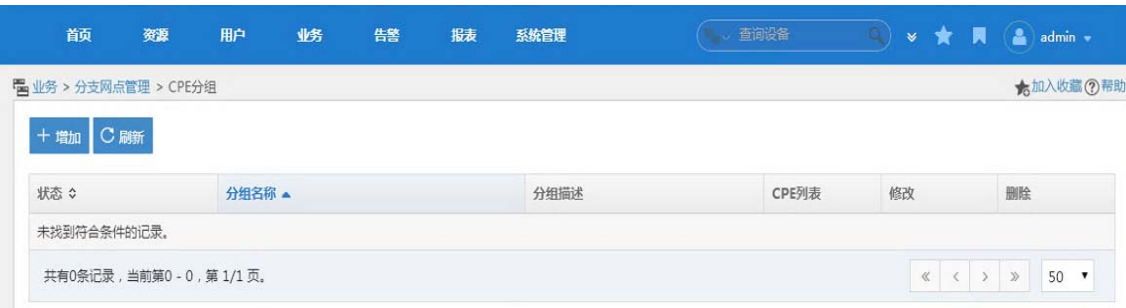 首页 资源 用户 业务 告警 报表 系统管理 查询设备 admin
业务 > 分支网点管理 > CPE分组 加入收藏 帮助
增加 刷新
状态 分组名称 分组描述 CPE列表 修改 删除
未找到符合条件的记录。
共有0条记录，当前第0 - 0，第 1/1 页。 « < > » 50